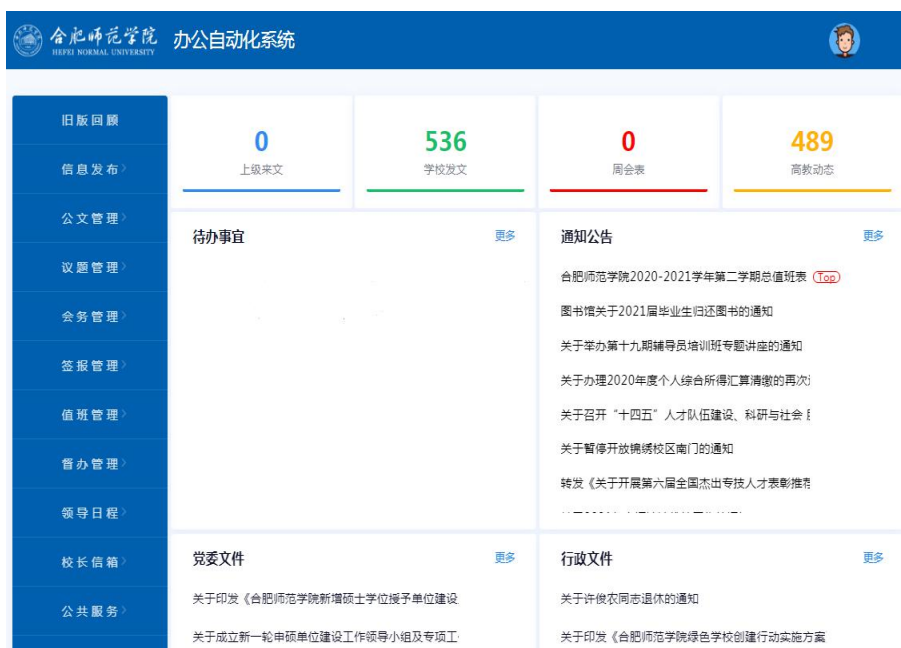 合肥师范学院 办公自动化系统
HEFEI NORMAL UNIVERSITY
旧版回顾
信息发布
公文管理
议题管理
会务管理
签报管理
值班管理
督办管理
领导日程
校长信箱
公共服务
0
上级来文
536
学校发文
0
周会表
489
高教动态
待办事宜
更多
通知公告
更多
合肥师范学院2020-2021学年第二学期总值班表 Top
图书馆关于2021届毕业生归还图书的通知
关于举办第十九期辅导员培训班专题讲座的通知
关于办理2020年度个人综合所得汇算清缴的再次
关于召开“十四五”人才队伍建设、科研与社会
关于暂停开放锦绣校区南门的通知
转发《关于开展第六届全国杰出专技人才表彰推荐
党委文件
更多
关于印发《合肥师范学院新增硕士学位授予单位建设
关于成立新一轮申硕单位建设工作领导小组及专项工
行政文件
更多
关于许俊农同志退休的通知
关于印发《合肥师范学院绿色学校创建行动实施方案